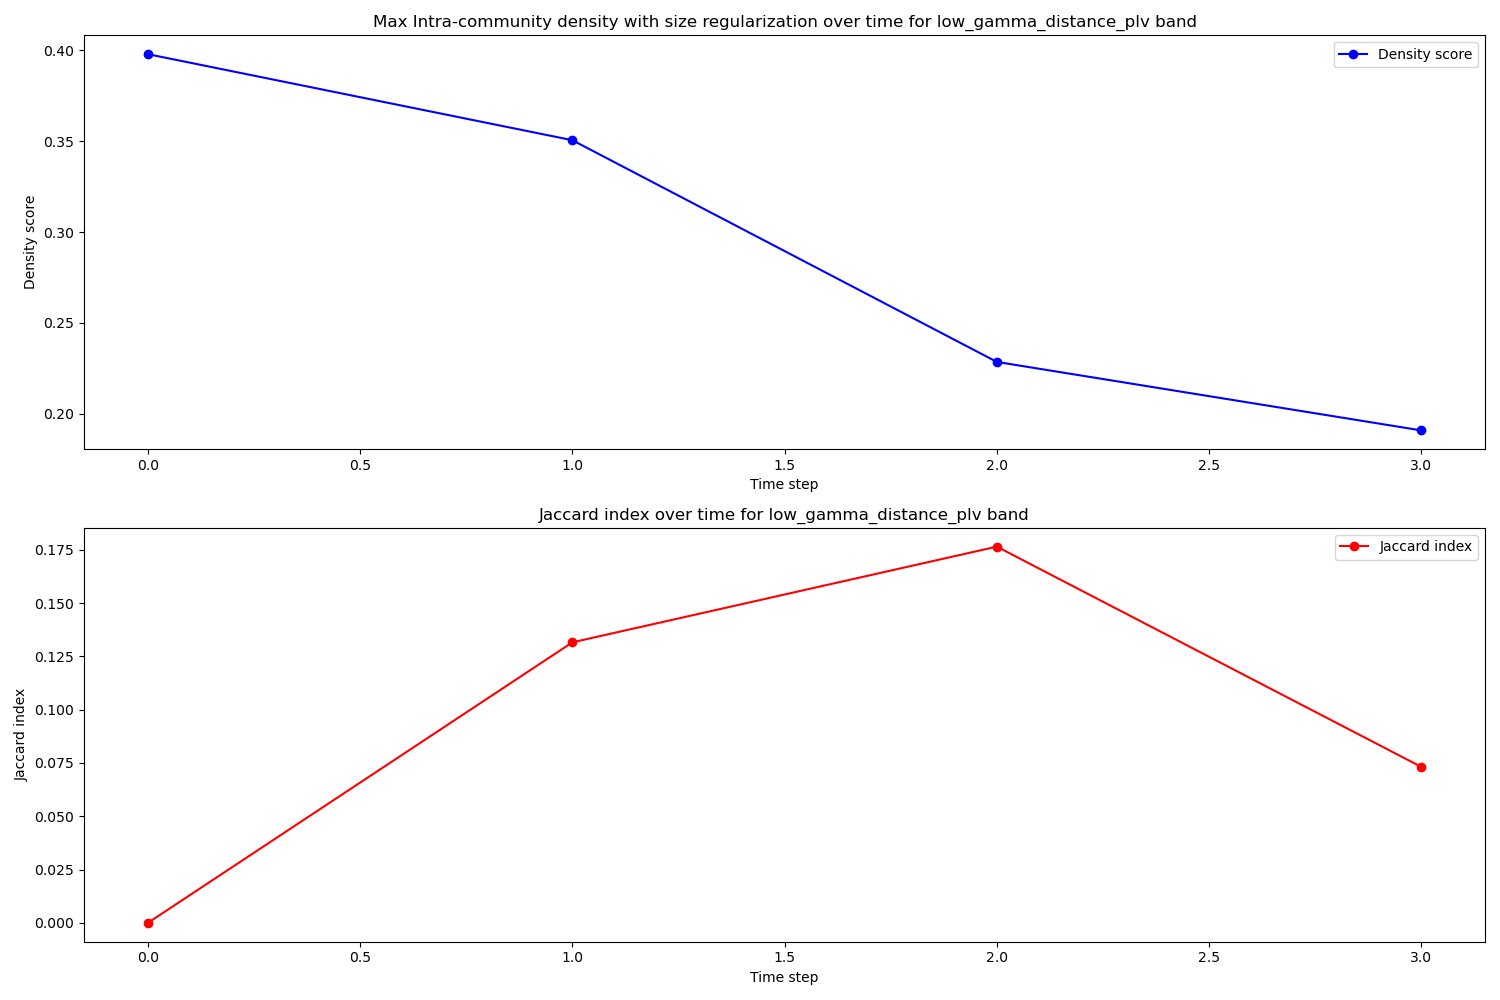 Max Intra-community density with size regularization over time for low_gamma_distance_plv band
Density score
0.40
0.35
0.30
0.25
0.20
Density score
0.0 0.5 1.0 1.5 2.0 2.5 3.0
Time step
Jaccard index over time for low_gamma_distance_plv band
Jaccard index
0.175
0.150
0.125
0.100
0.075
0.050
0.025
0.000
Jaccard index
0.0 0.5 1.0 1.5 2.0 2.5 3.0
Time step